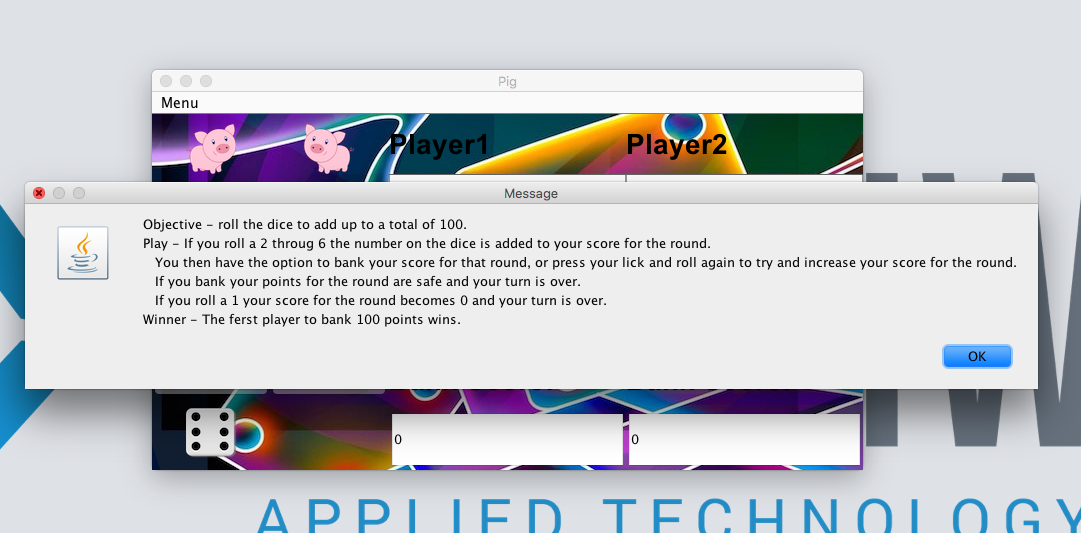 Pig
Menu
Player1 Player2
Message
Objective – roll the dice to add up to a total of 100.
Play – If you roll a 2 throug 6 the number on the dice is added to your score for the round.
You then have the option to bank your score for that round, or press your lick and roll again to try and increase your score for the round.
If you bank your points for the round are safe and your turn is over.
If you roll a 1 your score for the round becomes 0 and your turn is over.
Winner – The ferst player to bank 100 points wins.
OK
0 0
APPLIED TECHNOLOGY